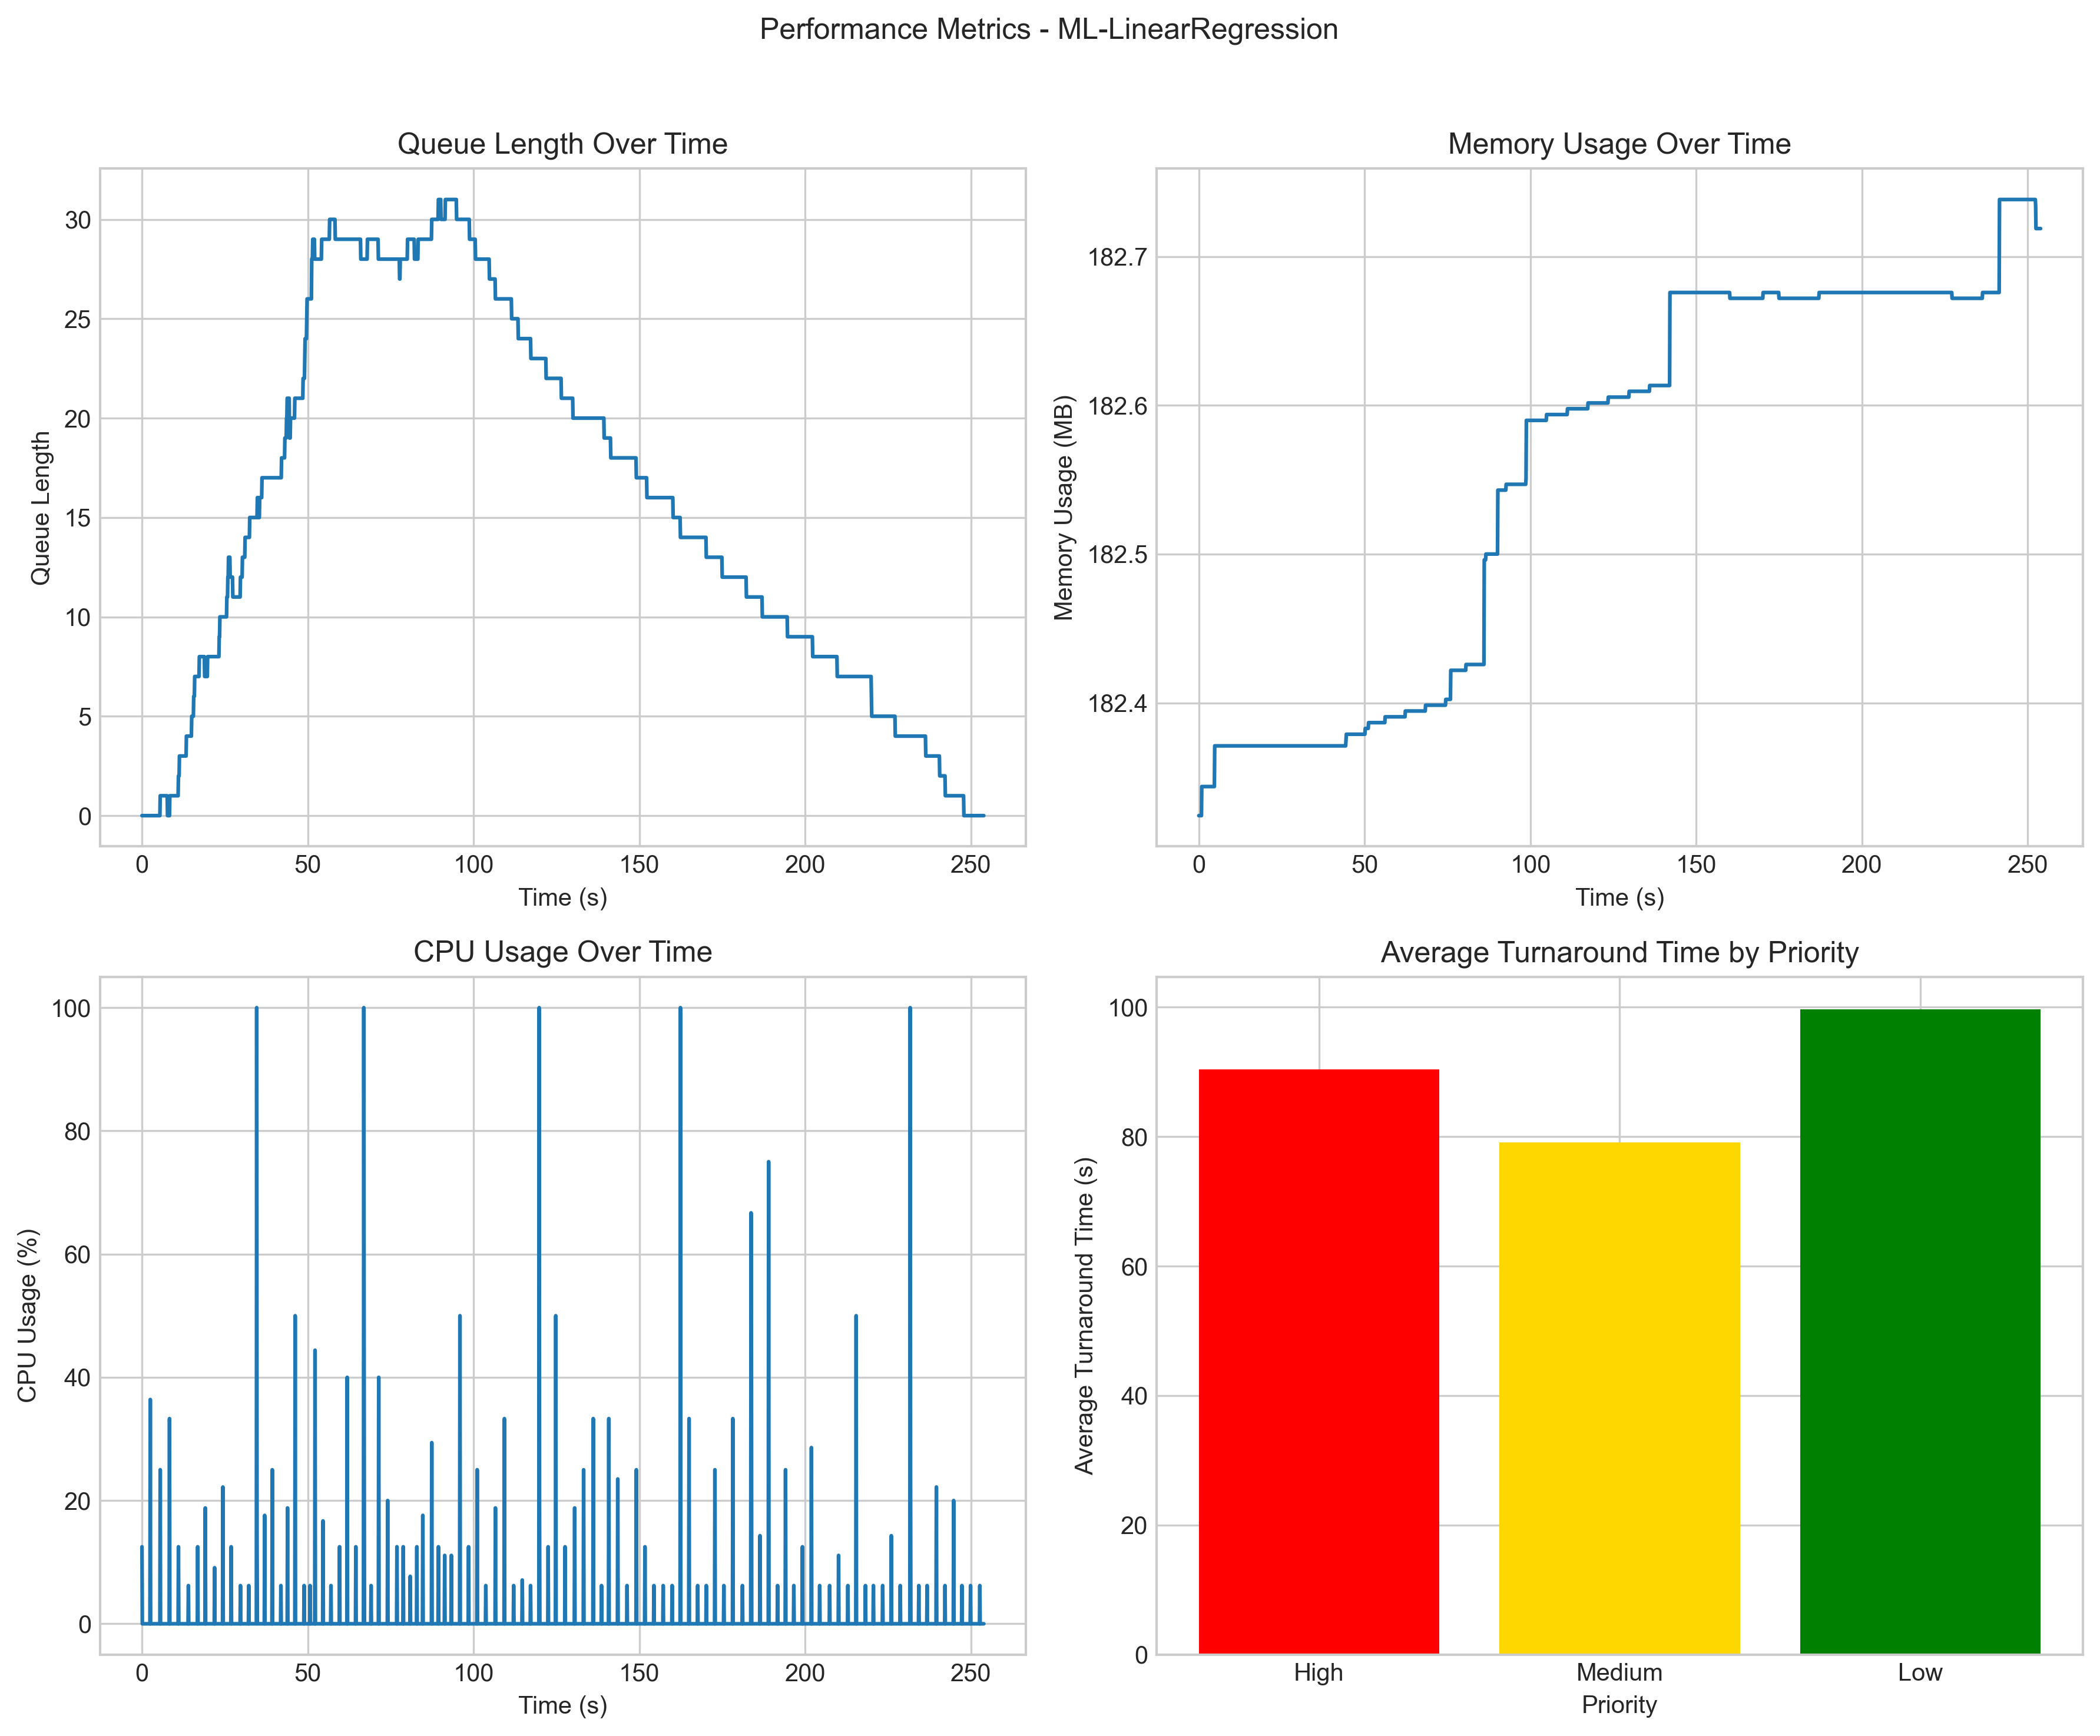 Performance Metrics - ML-LinearRegression
Queue Length Over Time
Queue Length
30
25
20
15
10
5
0
0 50 100 150 200 250
Time (s)
Memory Usage Over Time
Memory Usage (MB)
182.7
182.6
182.5
182.4
0 50 100 150 200 250
Time (s)
CPU Usage Over Time
CPU Usage (%)
100
80
60
40
20
0
0 50 100 150 200 250
Time (s)
Average Turnaround Time by Priority
Average Turnaround Time (s)
100
80
60
40
20
0
High Medium Low
Priority